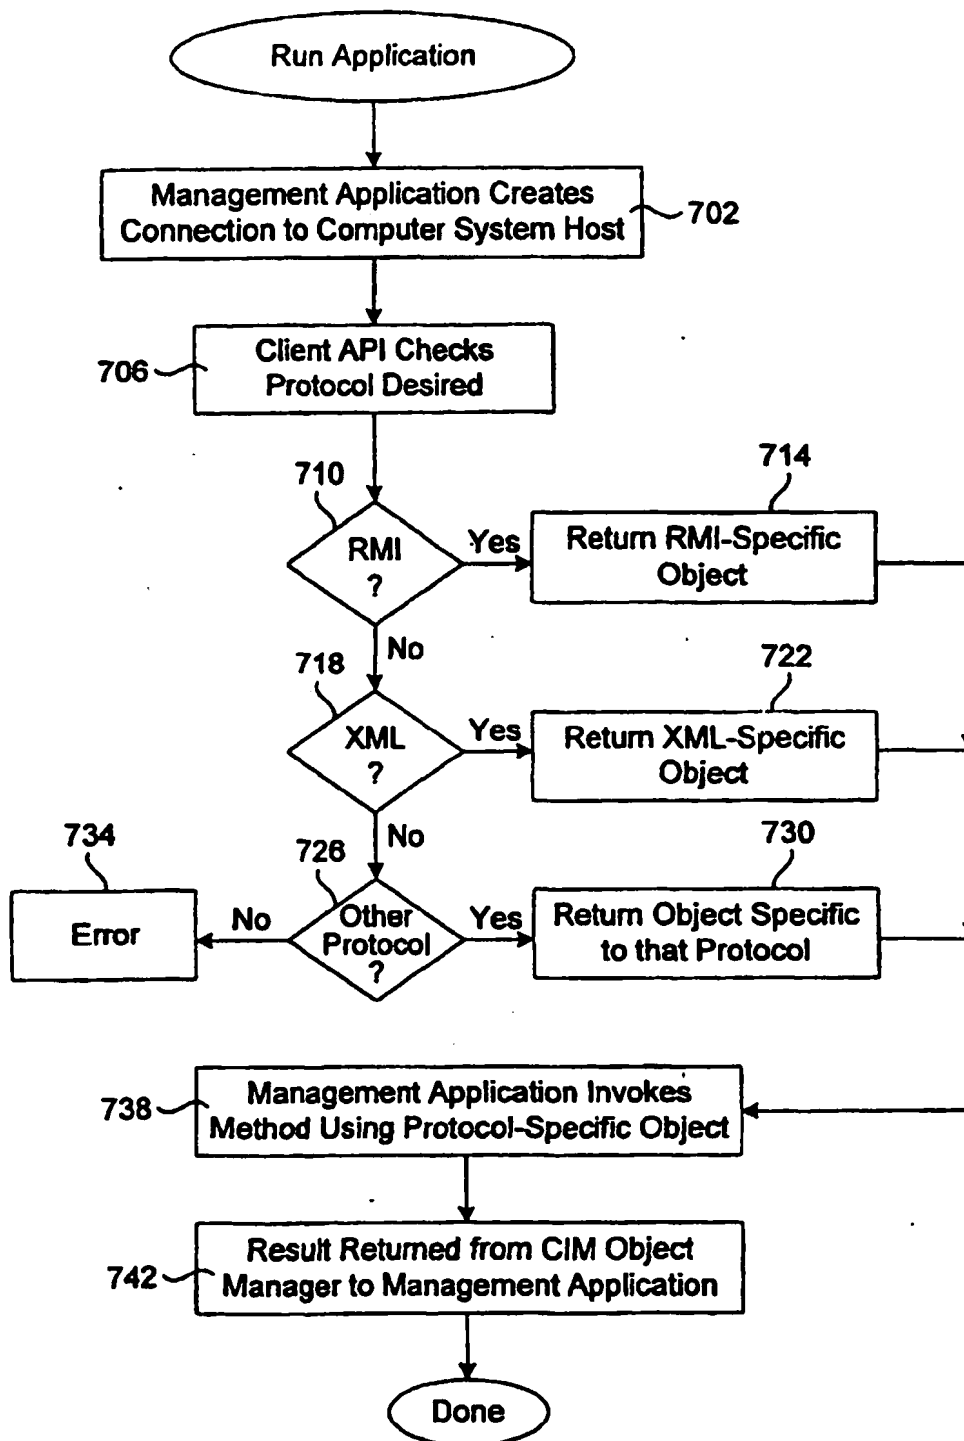 Run Application
Management Application Creates
Connection to Computer System Host
702
Client API Checks
Protocol Desired
706
710
RMI
?
Yes
714
Return RMI-Specific
Object
No
718
XML
?
Yes
722
Return XML-Specific
Object
No
726
Other
Protocol
?
Yes
730
Return Object Specific
to that Protocol
No
734
Error
738
Management Application Invokes
Method Using Protocol-Specific Object
742
Result Returned from CIM Object
Manager to Management Application
Done